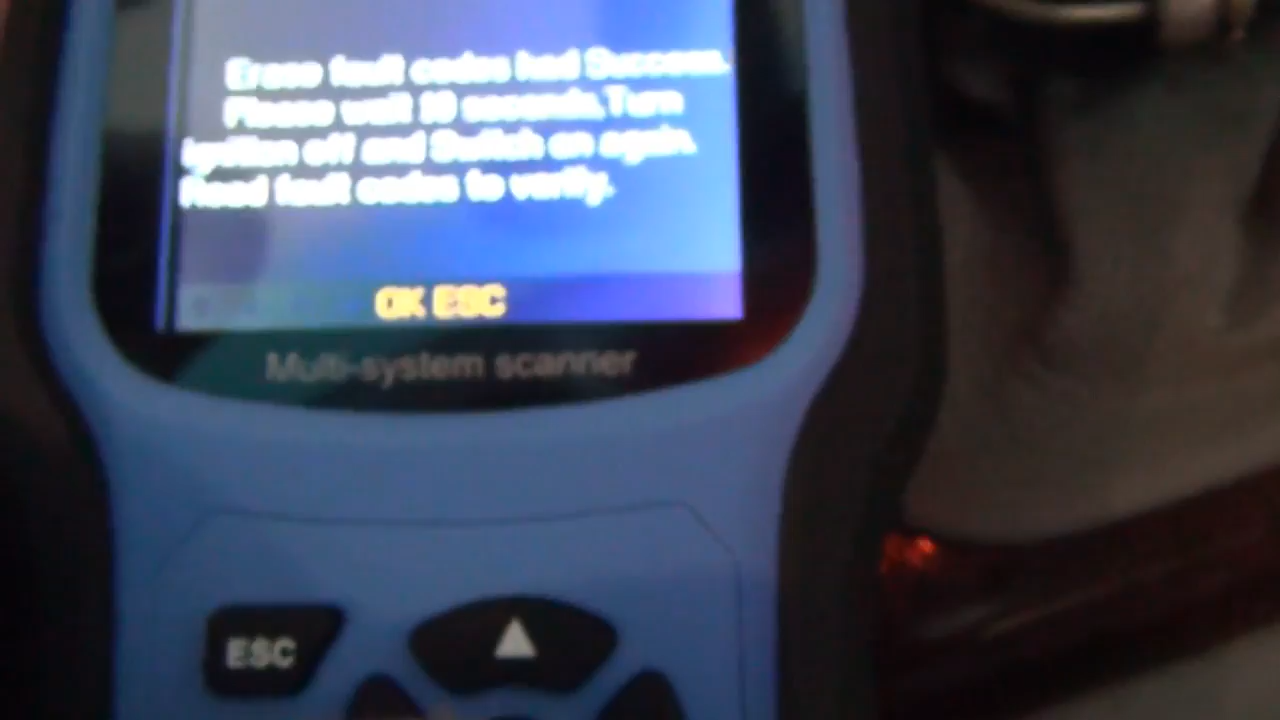 Erase fault codes had Success.
Please wait 10 seconds.Turn
ignition off and Switch on again.
Read fault codes to verify.
OK ESC
Multi-system scanner
ESC